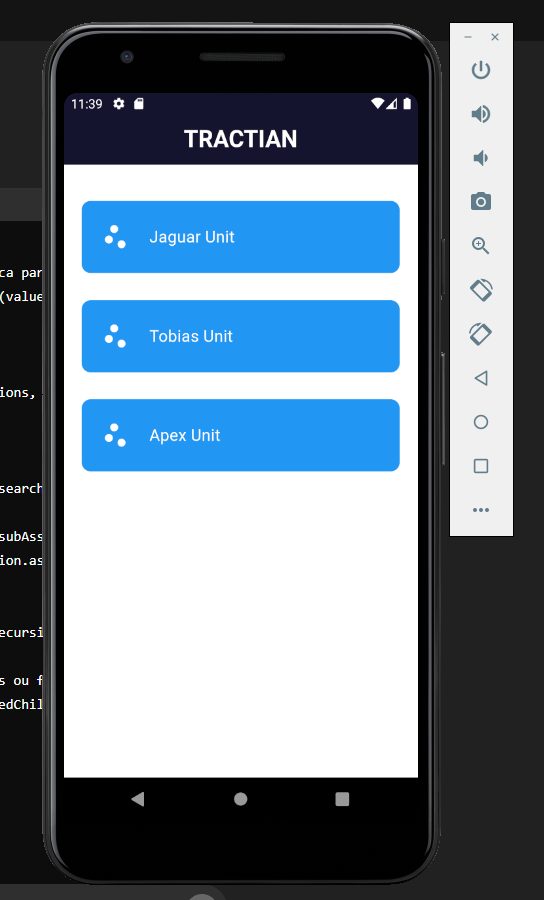 11:39
TRACTIAN
Jaguar Unit
Tobias Unit
Apex Unit
ca par
(value
ions,
search
subAss
ion.as
ecursi
s ou f
edChil